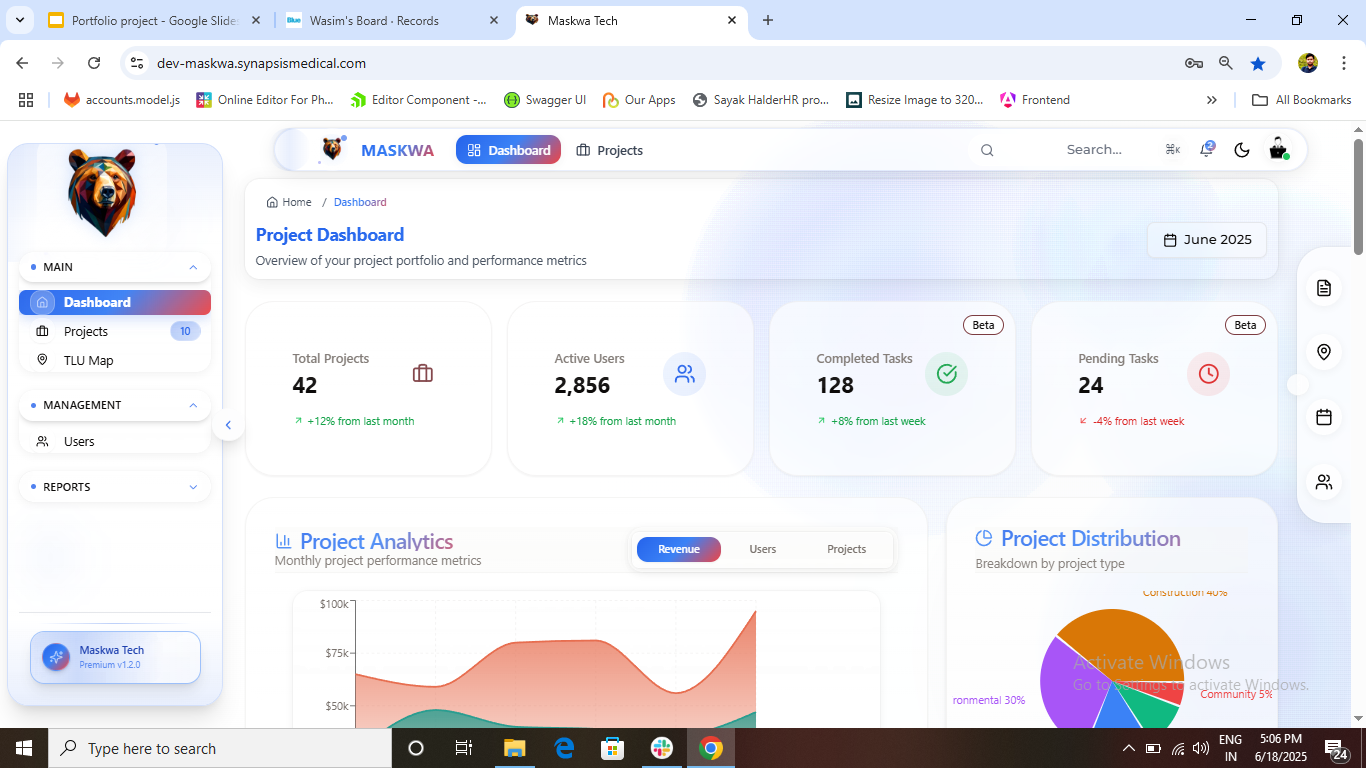 Portfolio project - Google Slide
Wasim's Board · Records
Maskwa Tech
dev-maskwa.synapsismedical.com
accounts.model.js
Online Editor For Ph...
Editor Component -...
Swagger UI
Our Apps
Sayak HalderHR pro...
Resize Image to 320...
Frontend
All Bookmarks
MASKWA
Dashboard
Projects
Search...
⌘K
2
MAIN
Dashboard
Projects
10
TLU Map
MANAGEMENT
Users
REPORTS
Maskwa Tech
Premium v1.2.0
Home / Dashboard
Project Dashboard
Overview of your project portfolio and performance metrics
June 2025
Total Projects
42
+12% from last month
Active Users
2,856
+18% from last month
Beta
Completed Tasks
128
+8% from last week
Beta
Pending Tasks
24
-4% from last week
Project Analytics
Monthly project performance metrics
Revenue
Users
Projects
$100k
$75k
$50k
Project Distribution
Breakdown by project type
Construction 40%
ronmental 30%
Community 5%
Activate Windows
Go to Settings to activate Windows.
Type here to search
ENG
IN
5:06 PM
6/18/2025
24